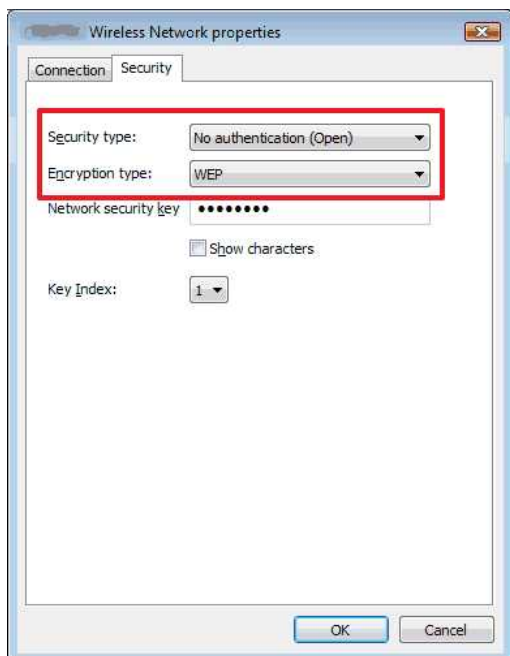 Wireless Network properties
Connection Security
Security type: No authentication (Open)
Encryption type: WEP
Network security key ••••••••
Show characters
Key Index: 1
OK Cancel